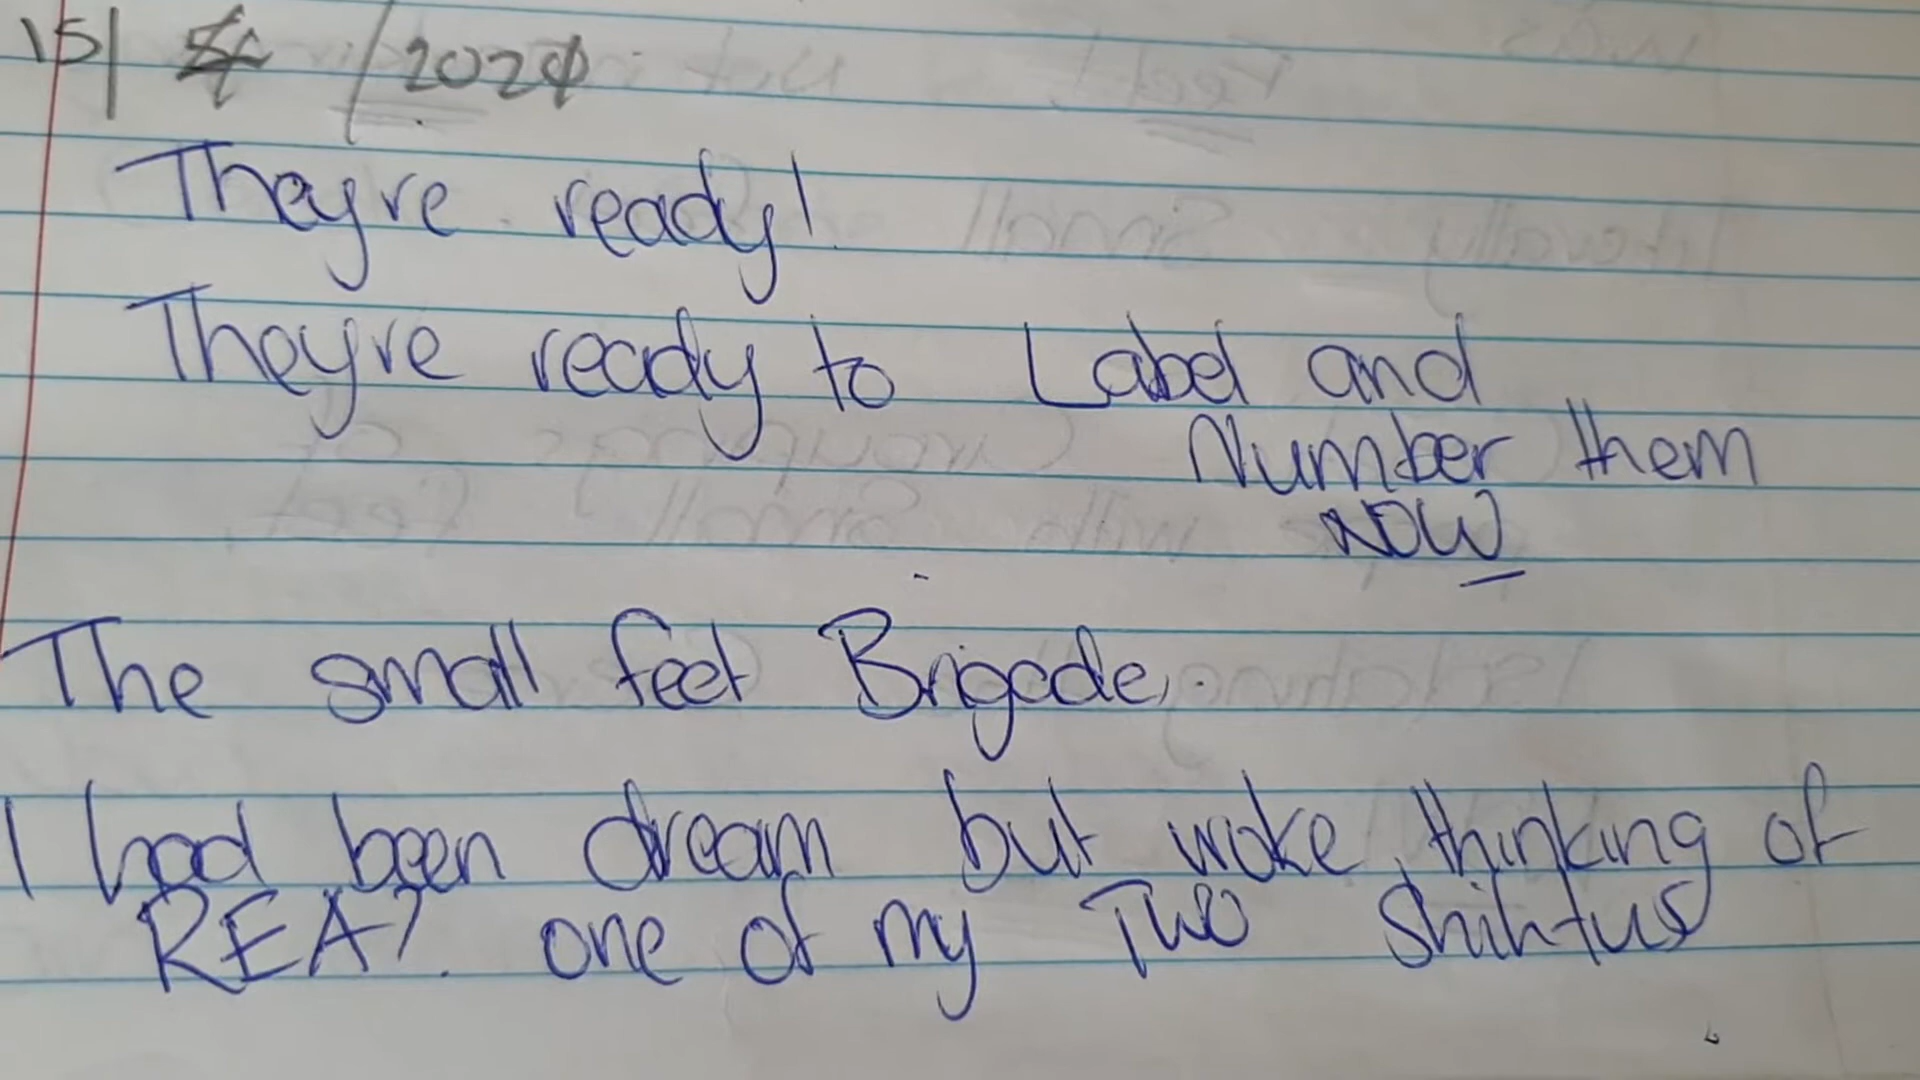 15/ /202
Theyre ready!
Theyre ready to Label and
Number them
NOW
The small feet Brigade.
I had been dream but woke, thinking of
REA? one of my Two Shihtus